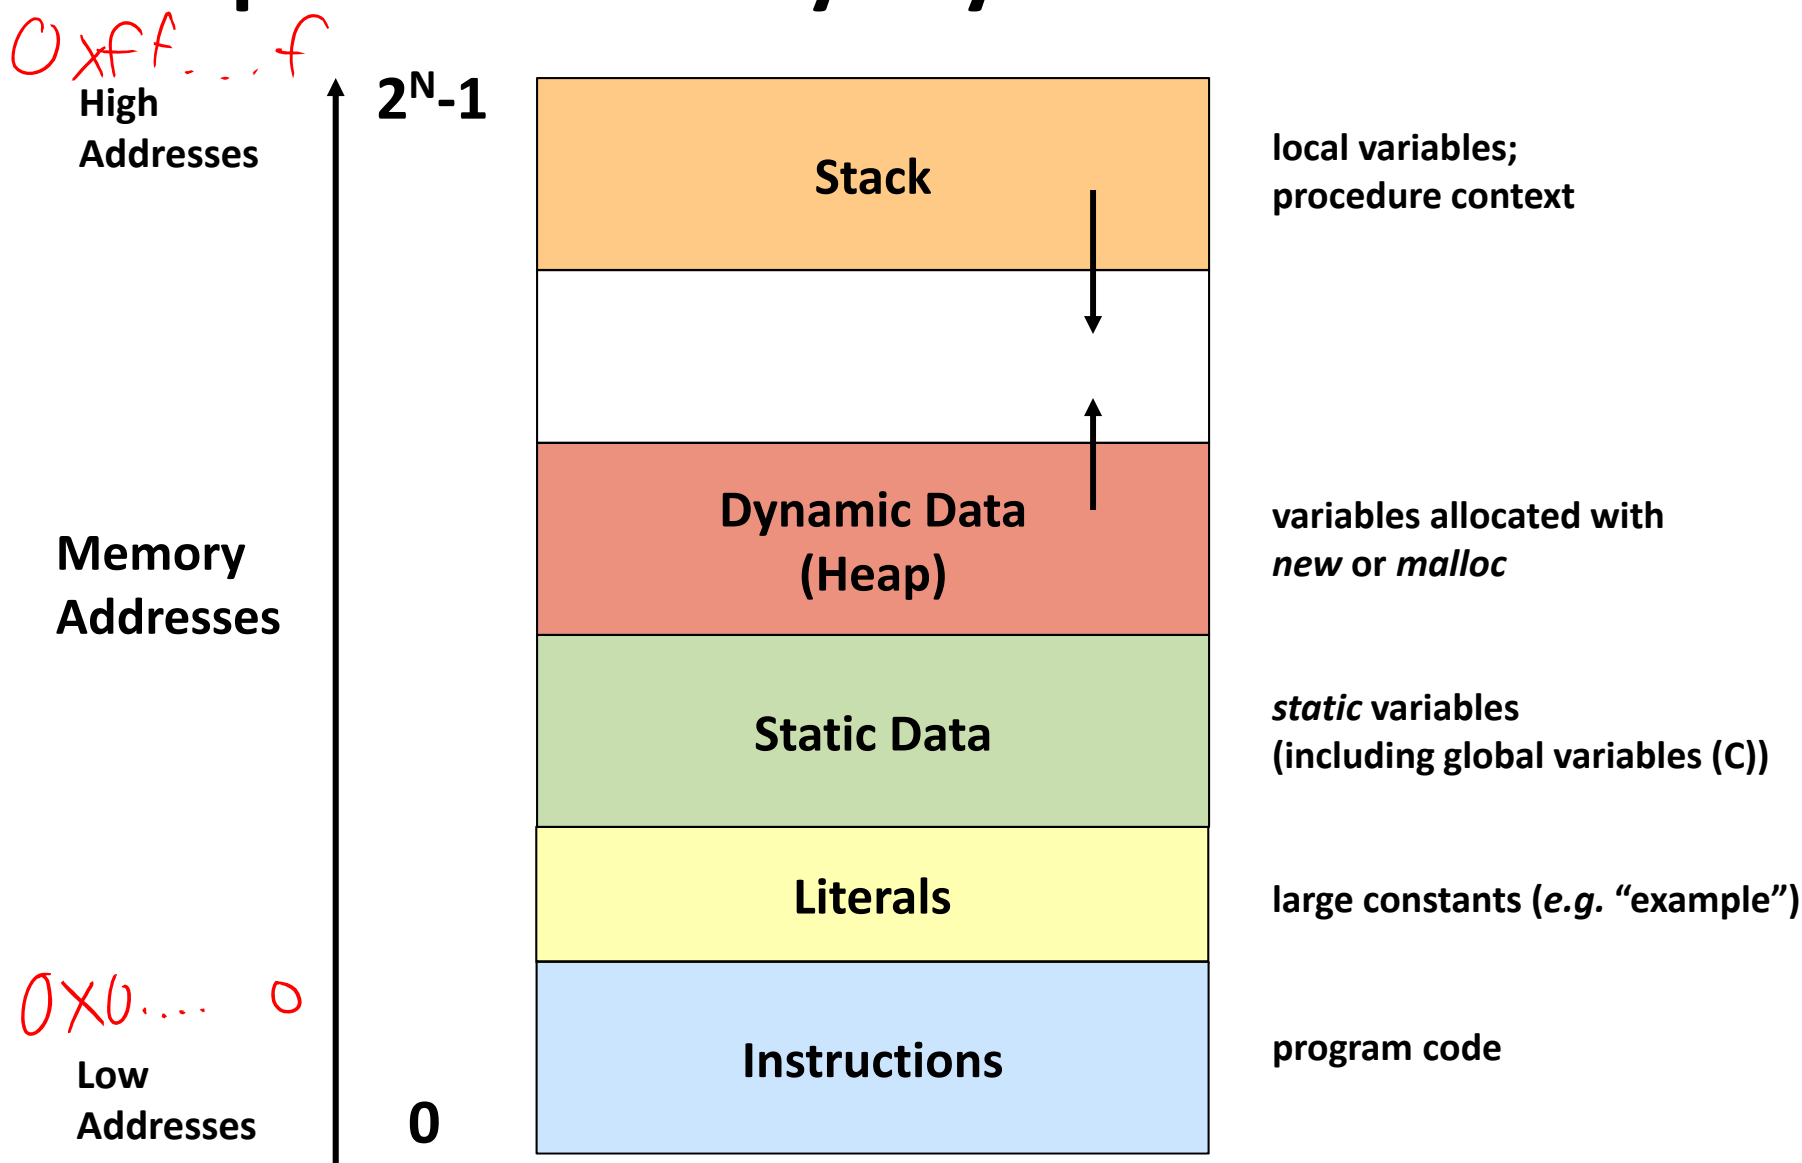 0xff....f
High
Addresses
2ᴺ-1
Stack
local variables;
procedure context
Memory
Addresses
Dynamic Data
(Heap)
variables allocated with
new or malloc
Static Data
static variables
(including global variables (C))
Literals
large constants (e.g. “example”)
0x0.... 0
Low
Addresses
0
Instructions
program code